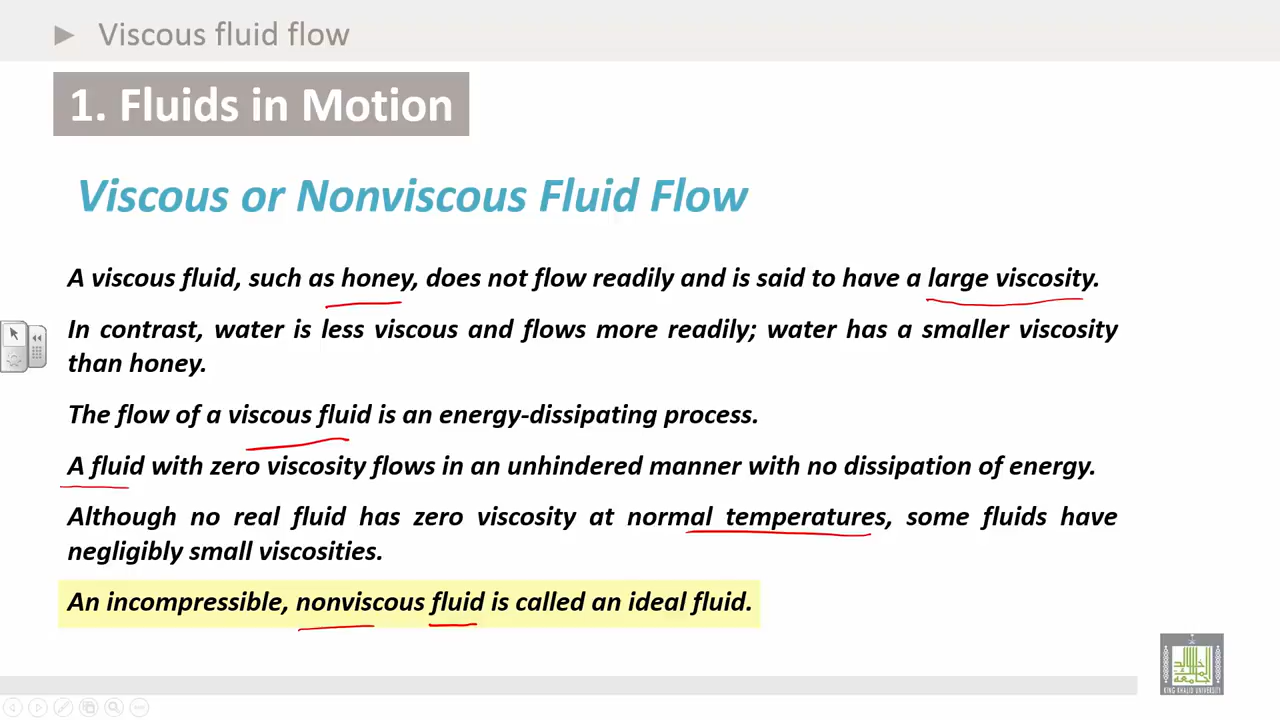 Viscous fluid flow
1. Fluids in Motion
Viscous or Nonviscous Fluid Flow
A viscous fluid, such as honey, does not flow readily and is said to have a large viscosity.
In contrast, water is less viscous and flows more readily; water has a smaller viscosity
than honey.
The flow of a viscous fluid is an energy-dissipating process.
A fluid with zero viscosity flows in an unhindered manner with no dissipation of energy.
Although no real fluid has zero viscosity at normal temperatures, some fluids have
negligibly small viscosities.
An incompressible, nonviscous fluid is called an ideal fluid.
KING KHALID UNIVERSITY